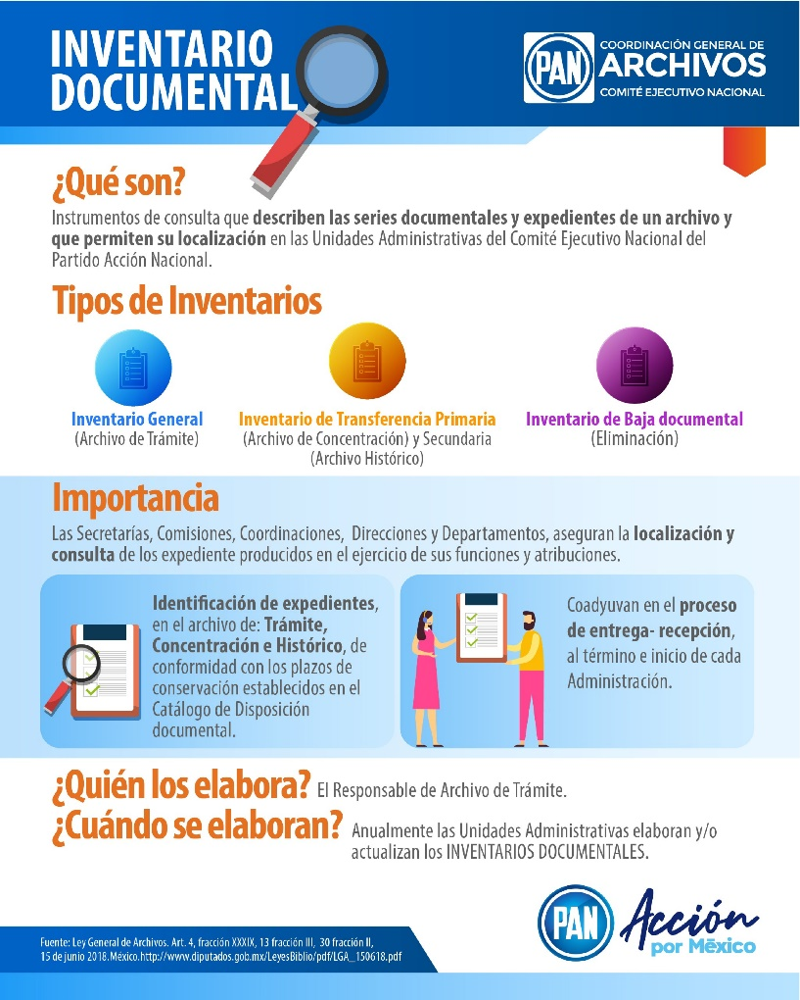 INVENTARIO
DOCUMENTAL
PAN
COORDINACIÓN GENERAL DE
ARCHIVOS
COMITÉ EJECUTIVO NACIONAL
¿Qué son?
Instrumentos de consulta que describen las series documentales y expedientes de un archivo y
que permiten su localización en las Unidades Administrativas del Comité Ejecutivo Nacional del
Partido Acción Nacional.
Tipos de Inventarios
Inventario General
(Archivo de Trámite)
Inventario de Transferencia Primaria
(Archivo de Concentración) y Secundaria
(Archivo Histórico)
Inventario de Baja documental
(Eliminación)
Importancia
Las Secretarías, Comisiones, Coordinaciones, Direcciones y Departamentos, aseguran la localización y
consulta de los expediente producidos en el ejercicio de sus funciones y atribuciones.
Identificación de expedientes,
en el archivo de: Trámite,
Concentración e Histórico, de
conformidad con los plazos de
conservación establecidos en el
Catálogo de Disposición
documental.
Coadyuvan en el proceso
de entrega- recepción,
al término e inicio de cada
Administración.
¿Quién los elabora? El Responsable de Archivo de Trámite.
¿Cuándo se elaboran? Anualmente las Unidades Administrativas elaboran y/o
actualizan los INVENTARIOS DOCUMENTALES.
PAN
Acción
por México
Fuente: Ley General de Archivos. Art. 4, fracción XXXIX, 13 fracción III, 30 fracción II,
15 de junio 2018.México.http://www.diputados.gob.mx/LeyesBiblio/pdf/LGA_150618.pdf